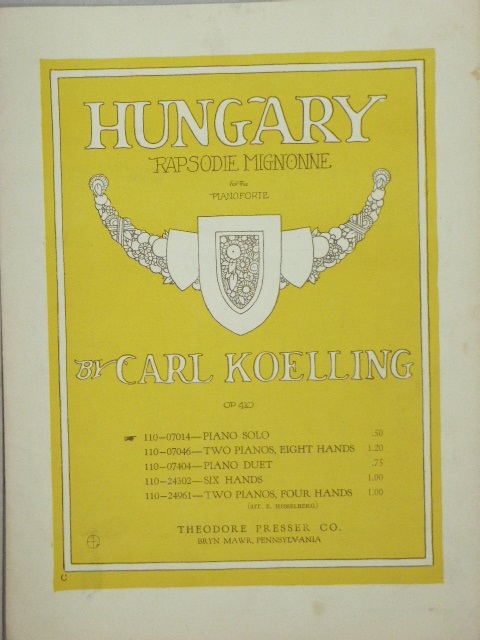 HUNGARY
RAPSODIE MIGNONNE
for the
PIANOFORTE
BY CARL KOELLING
OP 410
110-07014—PIANO SOLO .50
110-07046—TWO PIANOS, EIGHT HANDS 1.20
110-07404—PIANO DUET .75
110-24302—SIX HANDS 1.00
110-24961—TWO PIANOS, FOUR HANDS 1.00
(ARR. R. HESSELBERG)
THEODORE PRESSER CO.
BRYN MAWR, PENNSYLVANIA
C